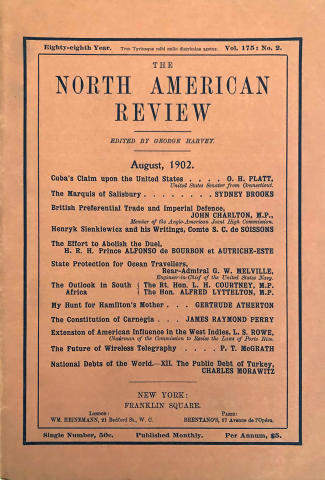 Eighty-eighth Year. Tros Tyriusque mihi nullo discrimine agetur. Vol. 175: No. 2.
THE
NORTH AMERICAN
REVIEW
EDITED BY GEORGE HARVEY.
August, 1902.
Cuba's Claim upon the United States . . . . O. H. PLATT,
United States Senator from Connecticut.
The Marquis of Salisbury . . . . . . . SYDNEY BROOKS
British Preferential Trade and Imperial Defence,
JOHN CHARLTON, M.P.,
Member of the Anglo-American Joint High Commission.
Henryk Sienkiewicz and his Writings, Comte S. C. de SOISSONS
The Effort to Abolish the Duel,
H. R. H. Prince ALFONSO de BOURBON et AUTRICHE-ESTE
State Protection for Ocean Travellers,
Rear-Admiral G. W. MELVILLE,
Engineer-in-Chief of the United States Navy.
The Outlook in South { The Rt. Hon. L. H. COURTNEY, M.P.
Africa { The Hon. ALFRED LYTTELTON, M.P.
My Hunt for Hamilton's Mother . . GERTRUDE ATHERTON
The Constitution of Carnegia . . . JAMES RAYMOND PERRY
Extension of American Influence in the West Indies, L. S. ROWE,
Chairman of the Commission to Revise the Laws of Porto Rico.
The Future of Wireless Telegraphy . . . . P. T. McGRATH
National Debts of the World.—XII. The Public Debt of Turkey,
CHARLES MORAWITZ
NEW YORK:
FRANKLIN SQUARE.
London:
WM. HEINEMANN, 21 Bedford St., W. C.
Paris:
BRENTANO'S, 37 Avenue de l'Opéra.
Single Number, 50c. Published Monthly. Per Annum, $5.